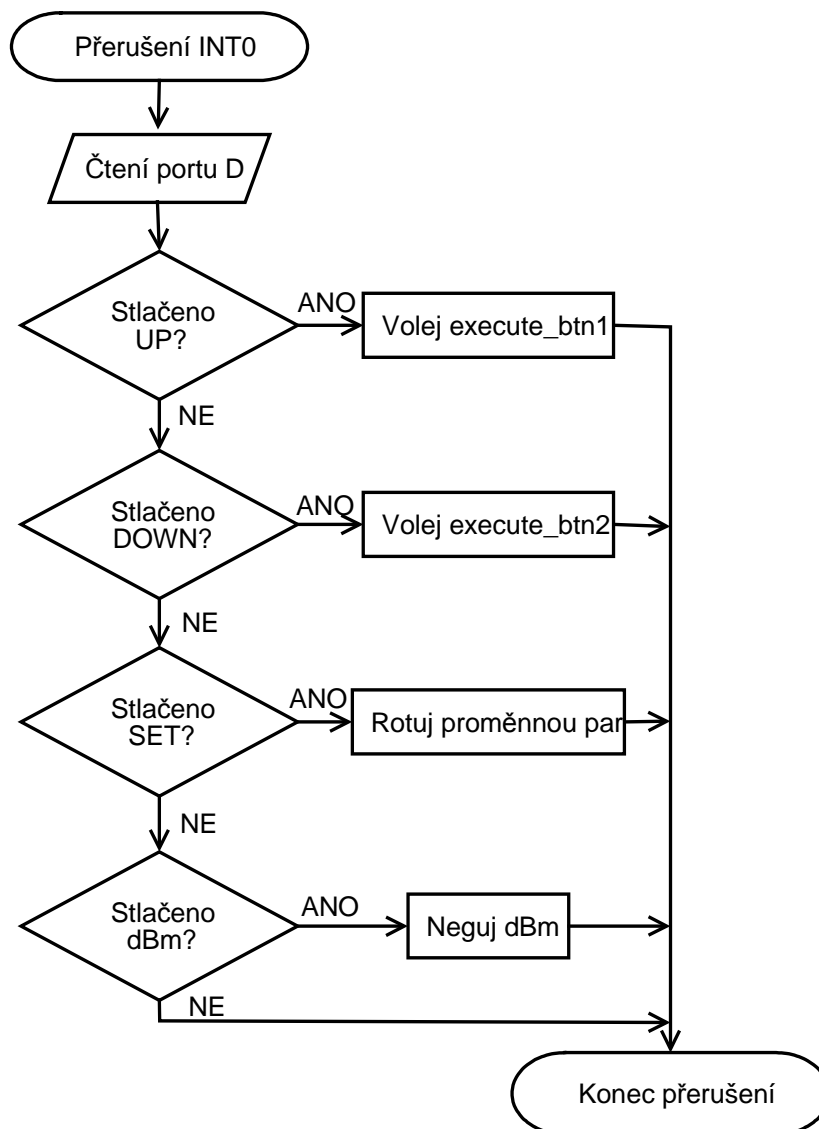 Přerušení INT0
Čtení portu D
Stlačeno
UP?
ANO
Volej execute_btn1
NE
Stlačeno
DOWN?
ANO
Volej execute_btn2
NE
Stlačeno
SET?
ANO
Rotuj proměnnou par
NE
Stlačeno
dBm?
ANO
Neguj dBm
NE
Konec přerušení